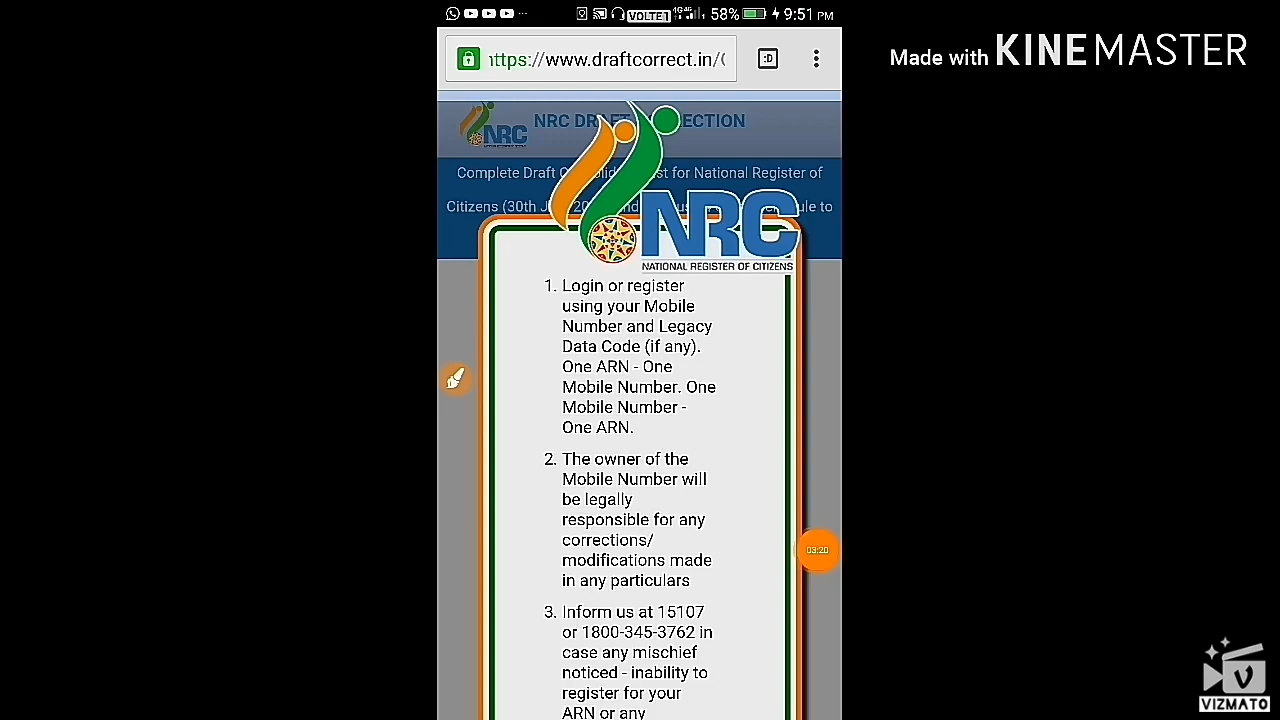 VOLTE 1 58% 9:51 PM
Made with KINEMASTER
ttps://www.draftcorrect.in/
:D
NRC
NRC DR
ECTION
Complete Draft
st for National Register of
Citizens (30th J
NRC
NATIONAL REGISTER OF CITIZENS
1. Login or register
using your Mobile
Number and Legacy
Data Code (if any).
One ARN - One
Mobile Number. One
Mobile Number -
One ARN.
2. The owner of the
Mobile Number will
be legally
responsible for any
corrections/
modifications made
in any particulars
03:20
3. Inform us at 15107
or 1800-345-3762 in
case any mischief
noticed - inability to
register for your
ARN or any
V
VIZMATO